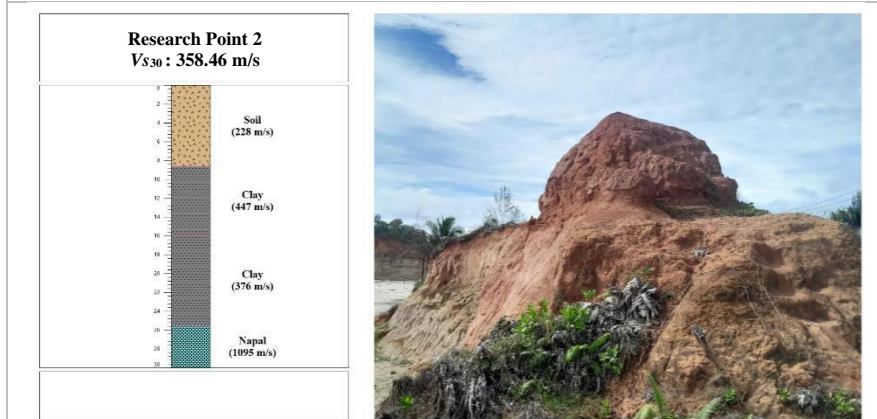 Research Point 2
Vs30 : 358.46 m/s
0
2
4
6
8
10
12
14
16
18
20
22
24
26
28
30
Soil
(228 m/s)
Clay
(447 m/s)
Clay
(376 m/s)
Napal
(1095 m/s)